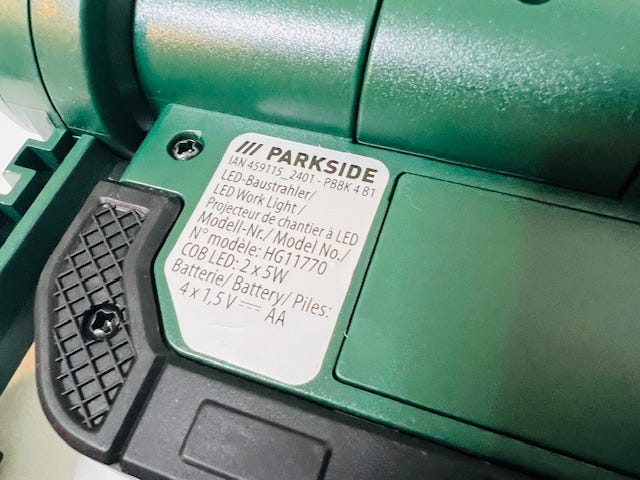 /// PARKSIDE
IAN 459115_2401 - PBBK 4 B1
LED-Baustrahler/
LED Work Light/
Projecteur de chantier à LED
Modell-Nr./ Model No./
N° modèle: HG11770
COB LED: 2 x 5W
Batterie/ Battery/ Piles:
4 x 1,5 V ⎓ AA